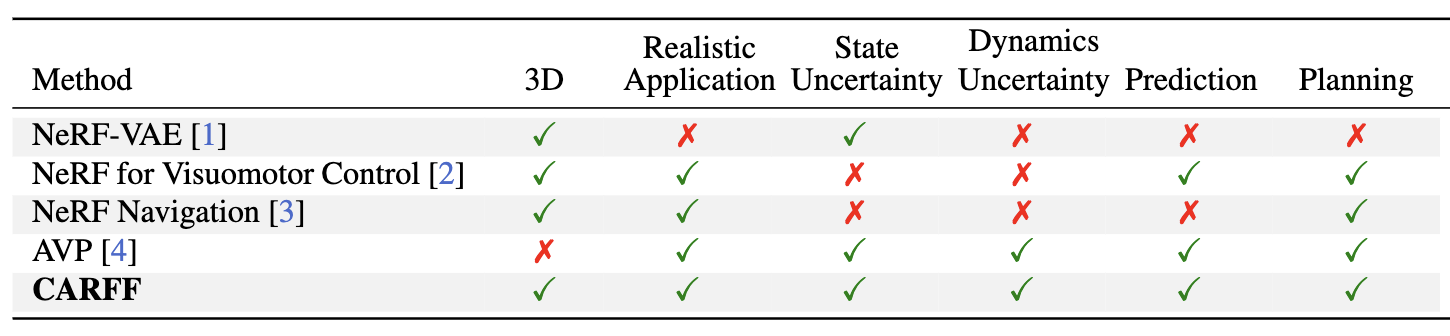 Method 3D Realistic Application State Uncertainty Dynamics Uncertainty Prediction Planning
NeRF-VAE [1] ✓ ✗ ✓ ✗ ✗ ✗
NeRF for Visuomotor Control [2] ✓ ✓ ✗ ✗ ✓ ✓
NeRF Navigation [3] ✓ ✓ ✗ ✗ ✗ ✓
AVP [4] ✗ ✓ ✓ ✓ ✓ ✓
CARFF ✓ ✓ ✓ ✓ ✓ ✓